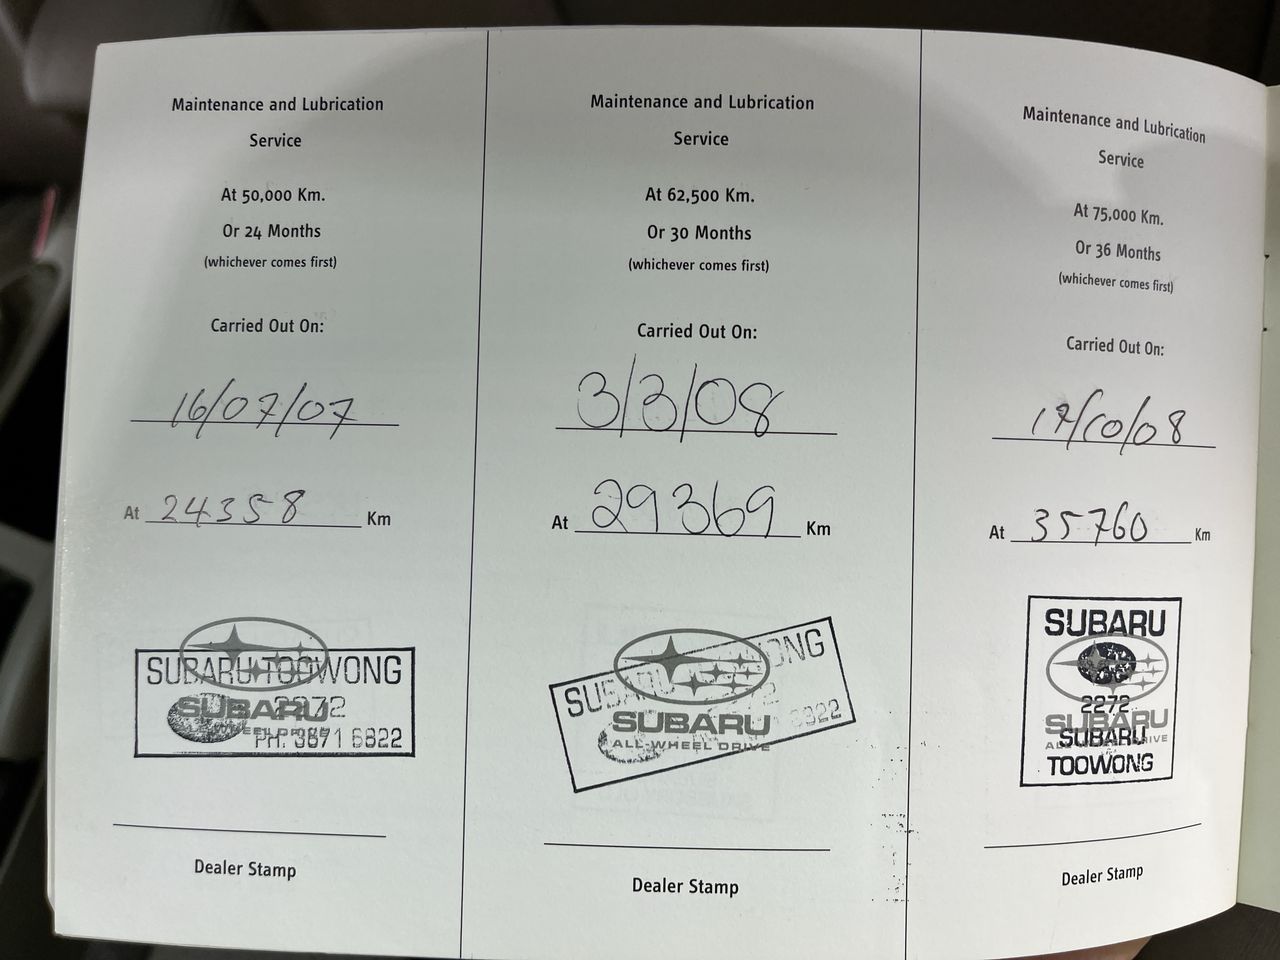 Maintenance and Lubrication
Service
At 50,000 Km.
Or 24 Months
(whichever comes first)
Carried Out On:
16/07/07
At 24358 Km
SUBARU TOOWONG
2272
SUBARU
PH: 3871 6822
Dealer Stamp
Maintenance and Lubrication
Service
At 62,500 Km.
Or 30 Months
(whichever comes first)
Carried Out On:
3/3/08
At 29369 Km
SUBARU
ALL-WHEEL DRIVE
Dealer Stamp
Maintenance and Lubrication
Service
At 75,000 Km.
Or 36 Months
(whichever comes first)
Carried Out On:
/10/08
At 35760 Km
SUBARU
2272
SUBARU
SUBARU
TOOWONG
Dealer Stamp